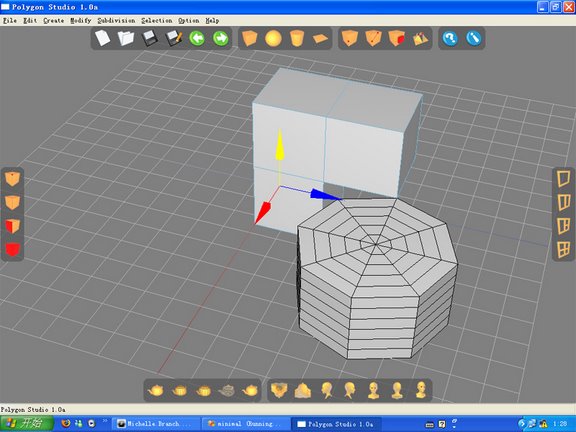 Polygon Studio 1.0a
File Edit Create Modify Subdivision Selection Option Help
Polygon Studio 1.0a
开始 Michelle Branch... minimal (Running... Polygon Studio 1.0a 1:28